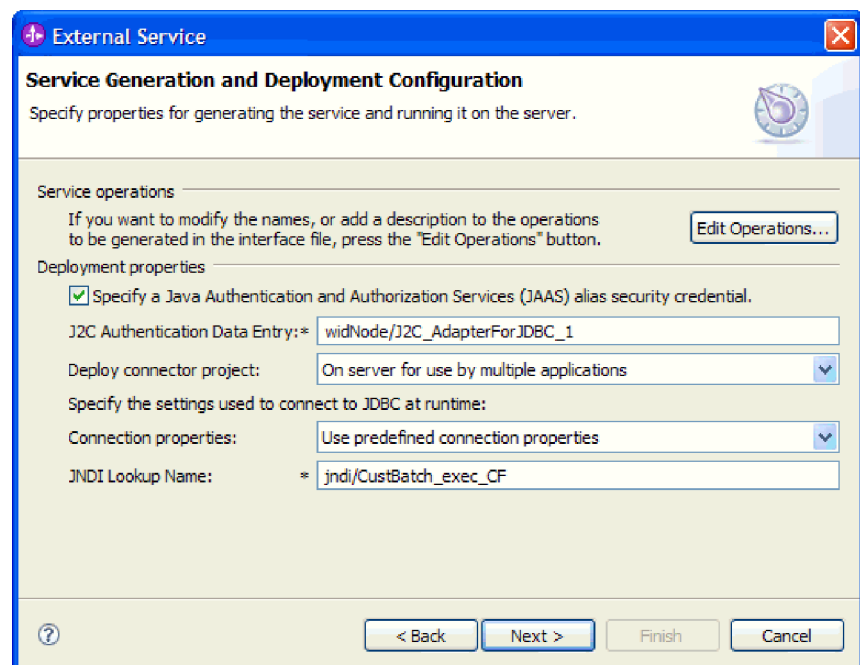 External Service
Service Generation and Deployment Configuration
Specify properties for generating the service and running it on the server.
Service operations
If you want to modify the names, or add a description to the operations
to be generated in the interface file, press the "Edit Operations" button.
Edit Operations...
Deployment properties
Specify a Java Authentication and Authorization Services (JAAS) alias security credential.
J2C Authentication Data Entry:* widNode/J2C_AdapterForJDBC_1
Deploy connector project: On server for use by multiple applications
Specify the settings used to connect to JDBC at runtime:
Connection properties: Use predefined connection properties
JNDI Lookup Name: * jndi/CustBatch_exec_CF
? < Back Next > Finish Cancel